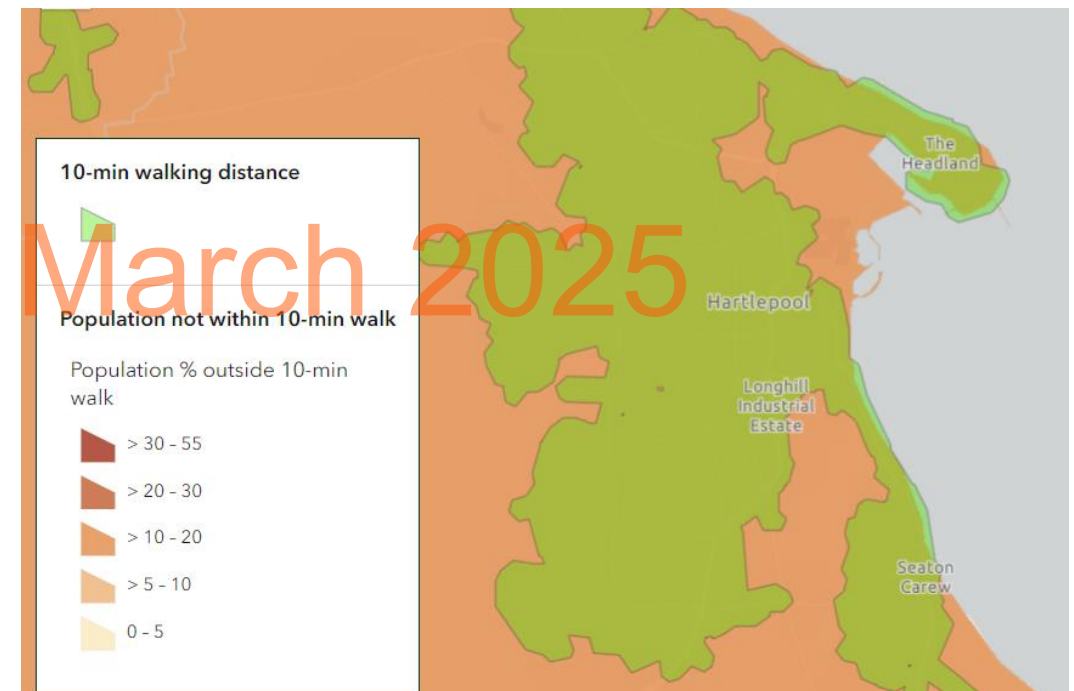 10-min walking distance
March 2025
Population not within 10-min walk
Population % outside 10-min
walk
> 30 - 55
> 20 - 30
> 10 - 20
> 5 - 10
0 - 5
The
Headland
Hartlepool
Longhill
Industrial
Estate
Seaton
Carew